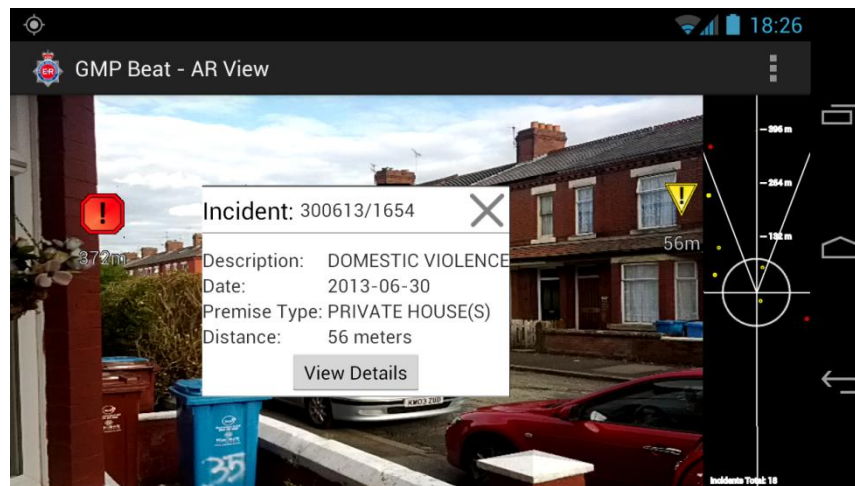 18:26
GMP Beat - AR View
- 396 m
- 264 m
- 132 m
372m
56m
Incident: 300613/1654
Description: DOMESTIC VIOLENCE
Date: 2013-06-30
Premise Type: PRIVATE HOUSE(S)
Distance: 56 meters
View Details
35
Incidents Total: 18